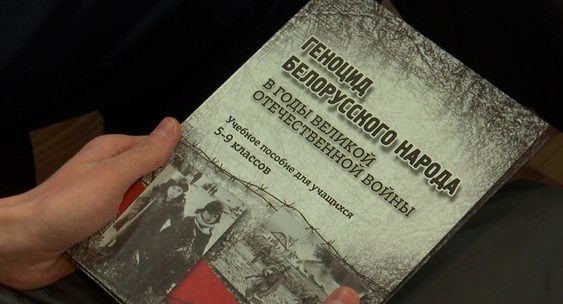 ГЕНОЦИД
БЕЛОРУССКОГО НАРОДА
В ГОДЫ ВЕЛИКОЙ
ОТЕЧЕСТВЕННОЙ ВОЙНЫ
Учебное пособие для учащихся
5-9 классов